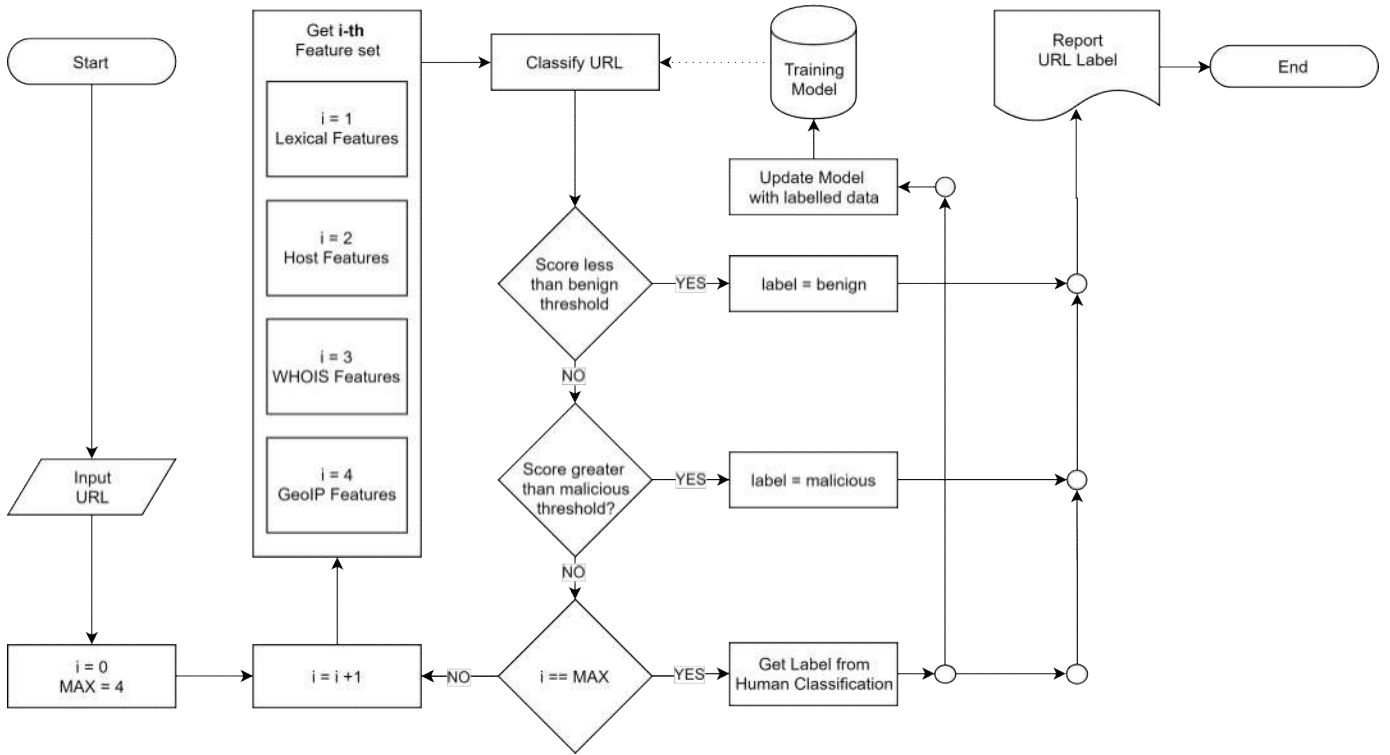 Start
Input
URL
i = 0
MAX = 4
Get i-th
Feature set
i = 1
Lexical Features
i = 2
Host Features
i = 3
WHOIS Features
i = 4
GeoIP Features
i = i +1
Classify URL
Training
Model
Update Model
with labelled data
Score less
than benign
threshold
YES
label = benign
NO
Score greater
than malicious
threshold?
YES
label = malicious
NO
i == MAX
NO
YES
Get Label from
Human Classification
Report
URL Label
End